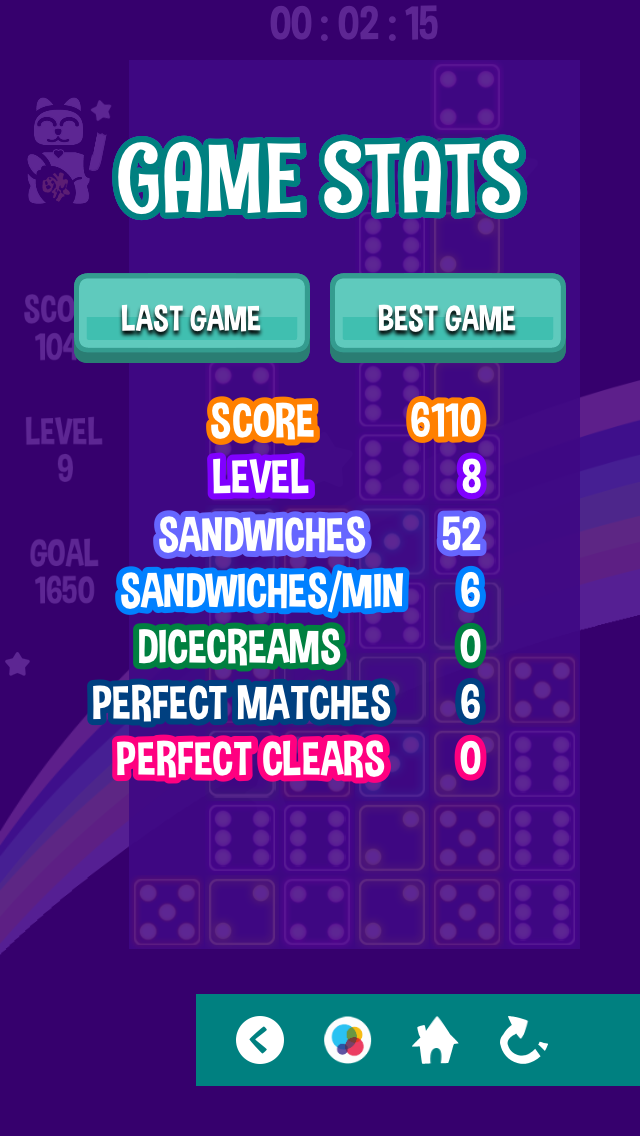 00 : 02 : 15
GAME STATS
LAST GAME
BEST GAME
SCORE 6110
LEVEL 8
SANDWICHES 52
SANDWICHES/MIN 6
DICECREAMS 0
PERFECT MATCHES 6
PERFECT CLEARS 0
LEVEL
9
GOAL
1650